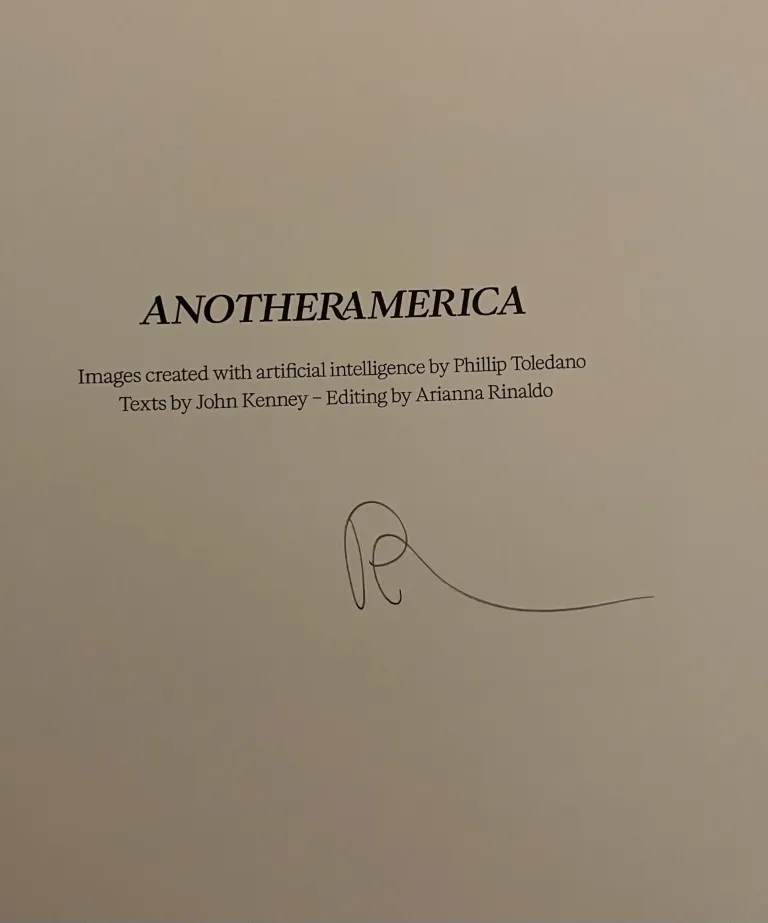 ANOTHERAMERICA
Images created with artificial intelligence by Phillip Toledano
Texts by John Kenney – Editing by Arianna Rinaldo